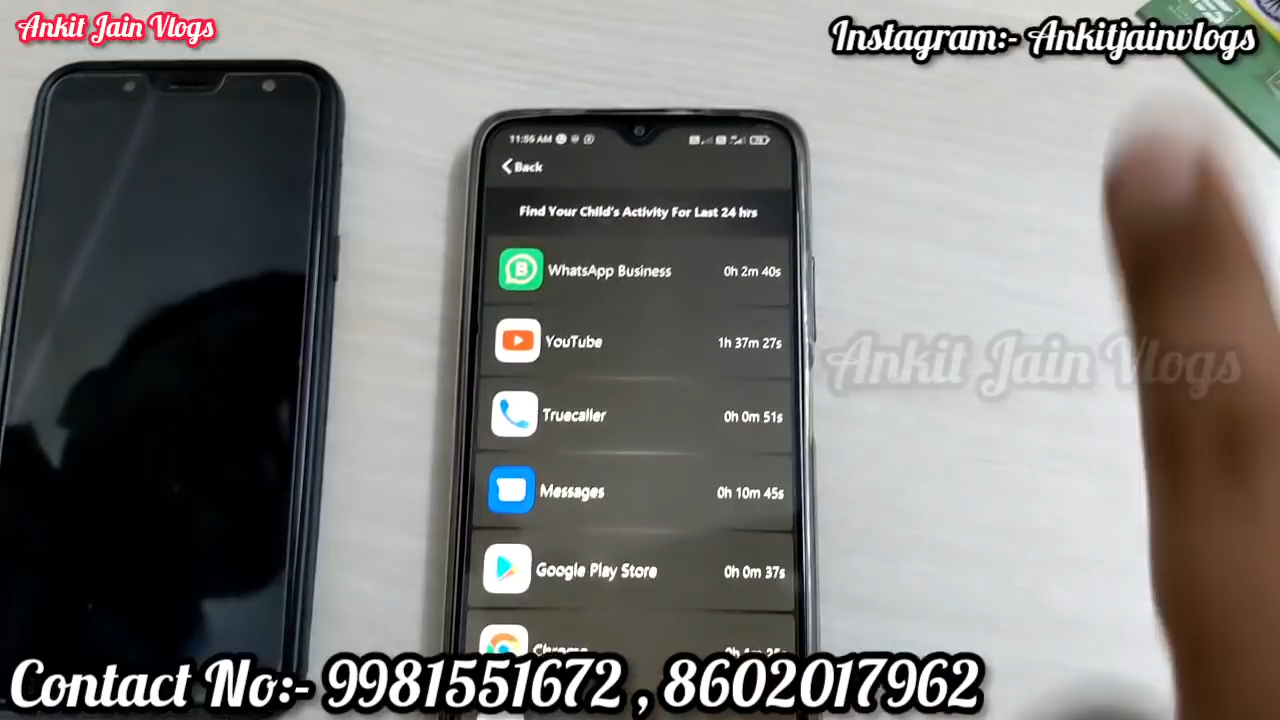 Ankit Jain Vlogs
Instagram:- Ankitjainvlogs
11:56 AM
Back
Find Your Child's Activity For Last 24 hrs
WhatsApp Business 0h 2m 40s
YouTube 1h 37m 27s
Ankit Jain Vlogs
Truecaller 0h 0m 51s
Messages 0h 10m 45s
Google Play Store 0h 0m 37s
Chrome
Contact No:- 9981551672 , 8602017962